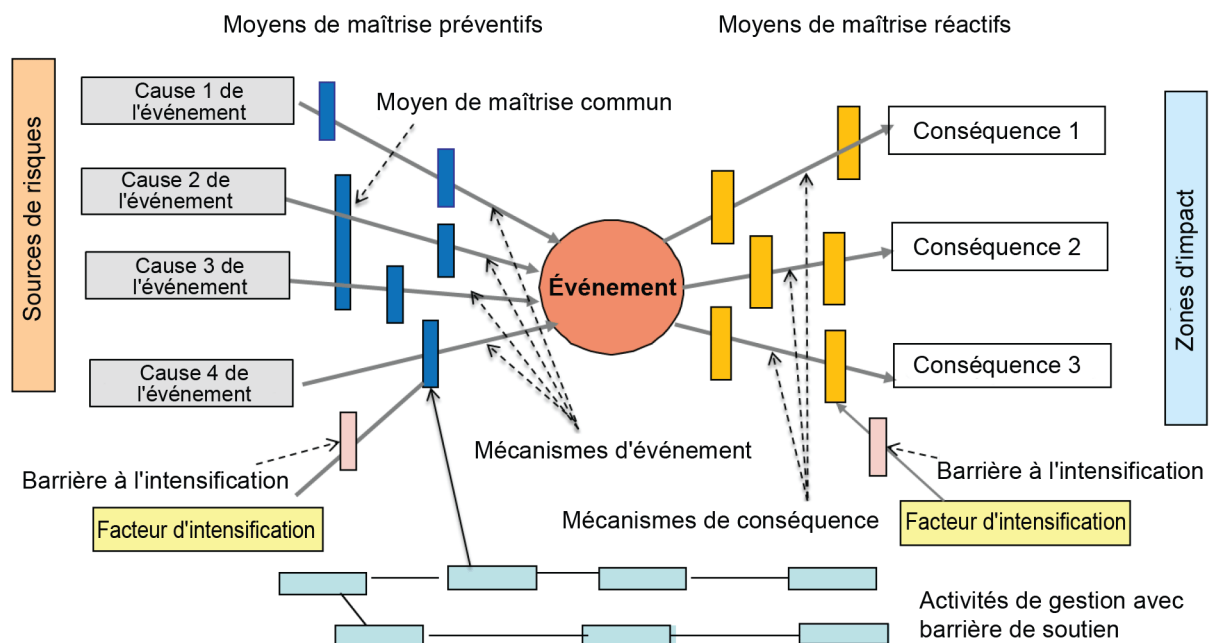 Moyens de maîtrise préventifs
Moyens de maîtrise réactifs
Sources de risques
Cause 1 de
l'événement
Moyen de maîtrise commun
Cause 2 de
l'événement
Cause 3 de
l'événement
Cause 4 de
l'événement
Événement
Conséquence 1
Conséquence 2
Conséquence 3
Zones d'impact
Mécanismes d'événement
Barrière à l'intensification
Facteur d'intensification
Mécanismes de conséquence
Barrière à l'intensification
Facteur d'intensification
Activités de gestion avec
barrière de soutien